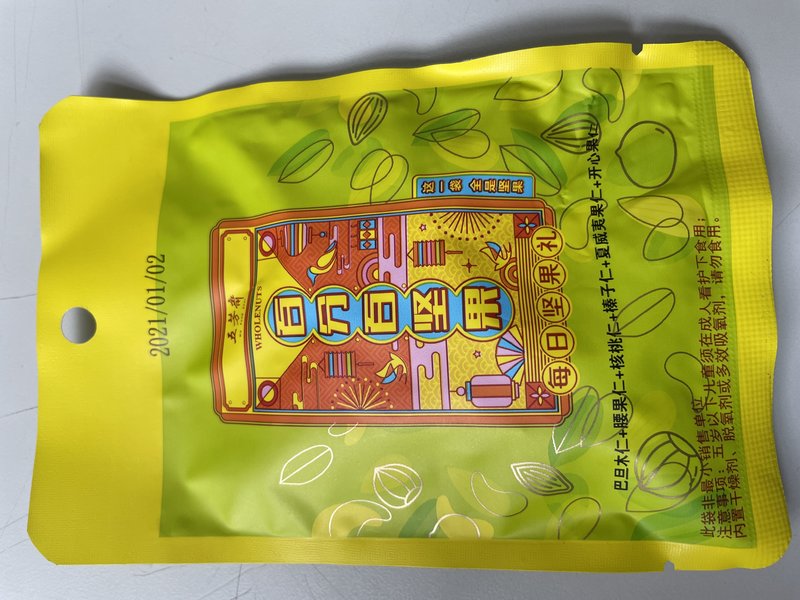 2021/01/02
五芳斋
WHOLENUTS
百分百坚果
这一袋 全是坚果
每日坚果礼
巴旦木仁+腰果仁+核桃仁+榛子仁+夏威夷果仁+开心果仁
此袋非最小销售单位
注意事项:五岁以下儿童须在成人看护下食用;
内置干燥剂、脱氧剂或多效吸氧剂,请勿食用。